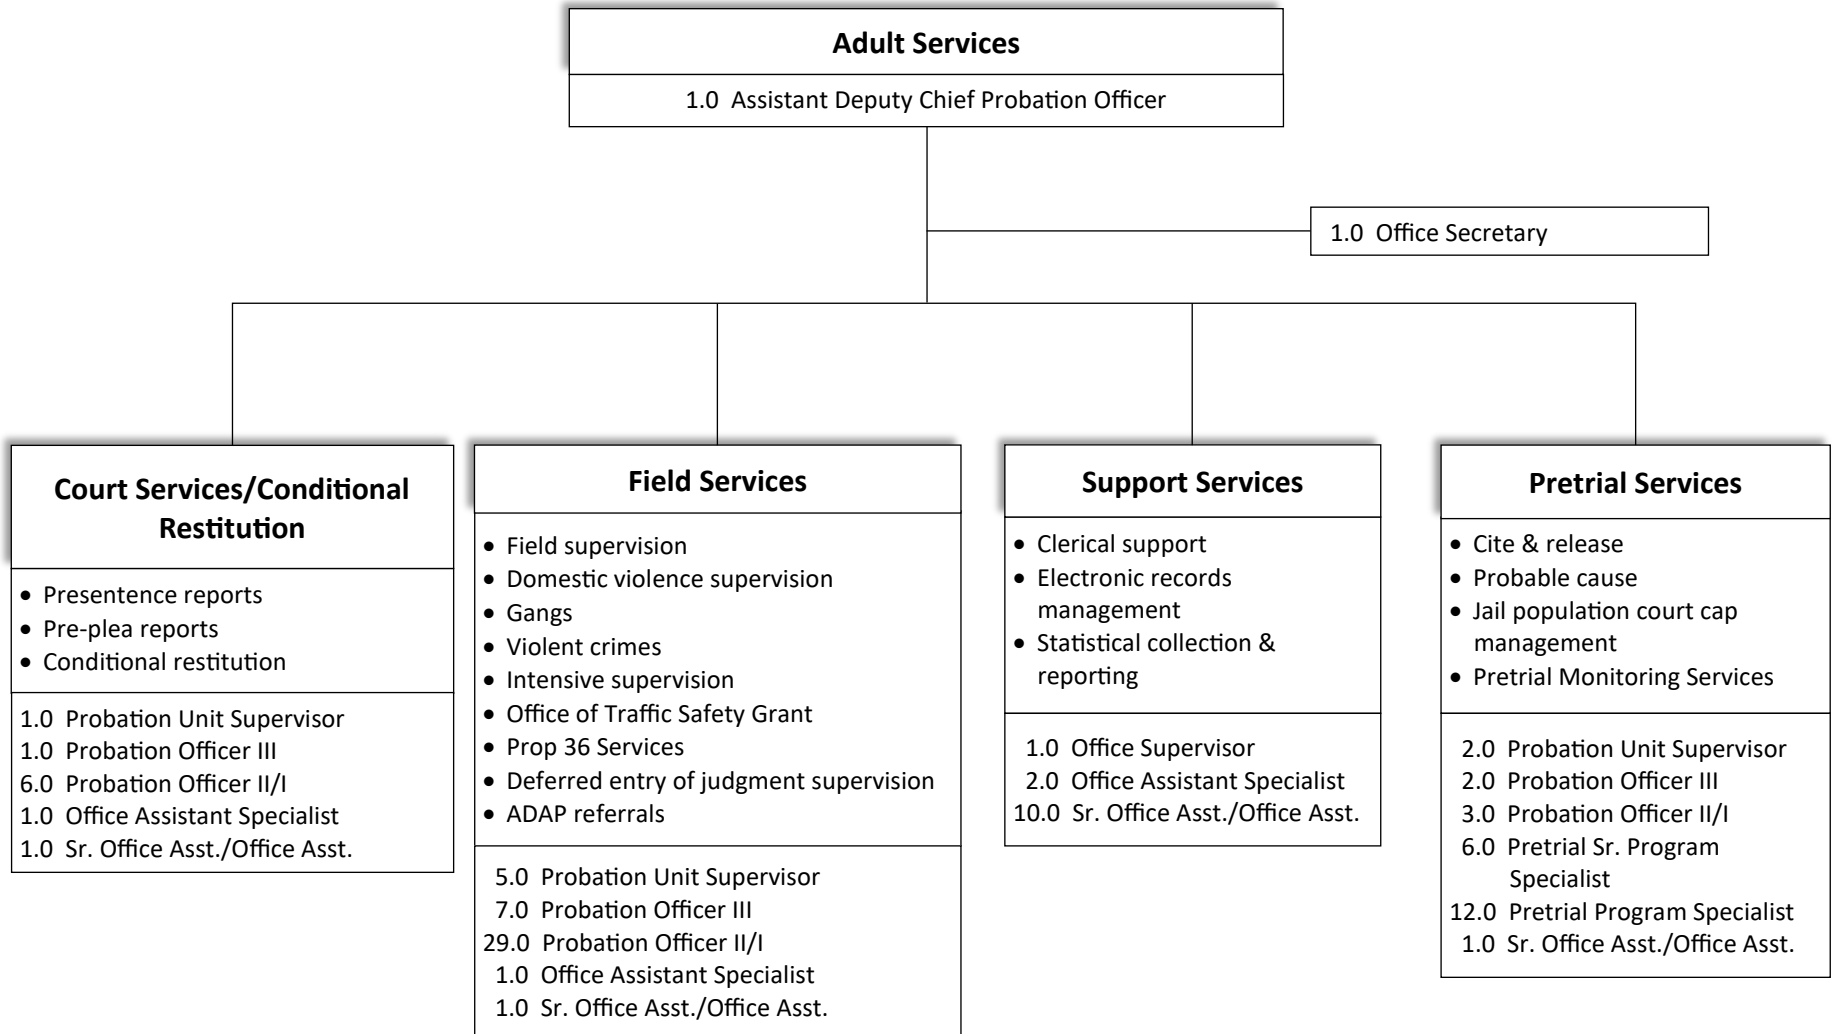 Adult Services
1.0 Assistant Deputy Chief Probation Officer
1.0 Office Secretary
Court Services/Conditional
Restitution
• Presentence reports
• Pre-plea reports
• Conditional restitution
1.0 Probation Unit Supervisor
1.0 Probation Officer III
6.0 Probation Officer II/I
1.0 Office Assistant Specialist
1.0 Sr. Office Asst./Office Asst.
Field Services
• Field supervision
• Domestic violence supervision
• Gangs
• Violent crimes
• Intensive supervision
• Office of Traffic Safety Grant
• Prop 36 Services
• Deferred entry of judgment supervision
• ADAP referrals
5.0 Probation Unit Supervisor
7.0 Probation Officer III
29.0 Probation Officer II/I
1.0 Office Assistant Specialist
1.0 Sr. Office Asst./Office Asst.
Support Services
• Clerical support
• Electronic records
management
• Statistical collection &
reporting
1.0 Office Supervisor
2.0 Office Assistant Specialist
10.0 Sr. Office Asst./Office Asst.
Pretrial Services
• Cite & release
• Probable cause
• Jail population court cap
management
• Pretrial Monitoring Services
2.0 Probation Unit Supervisor
2.0 Probation Officer III
3.0 Probation Officer II/I
6.0 Pretrial Sr. Program
Specialist
12.0 Pretrial Program Specialist
1.0 Sr. Office Asst./Office Asst.